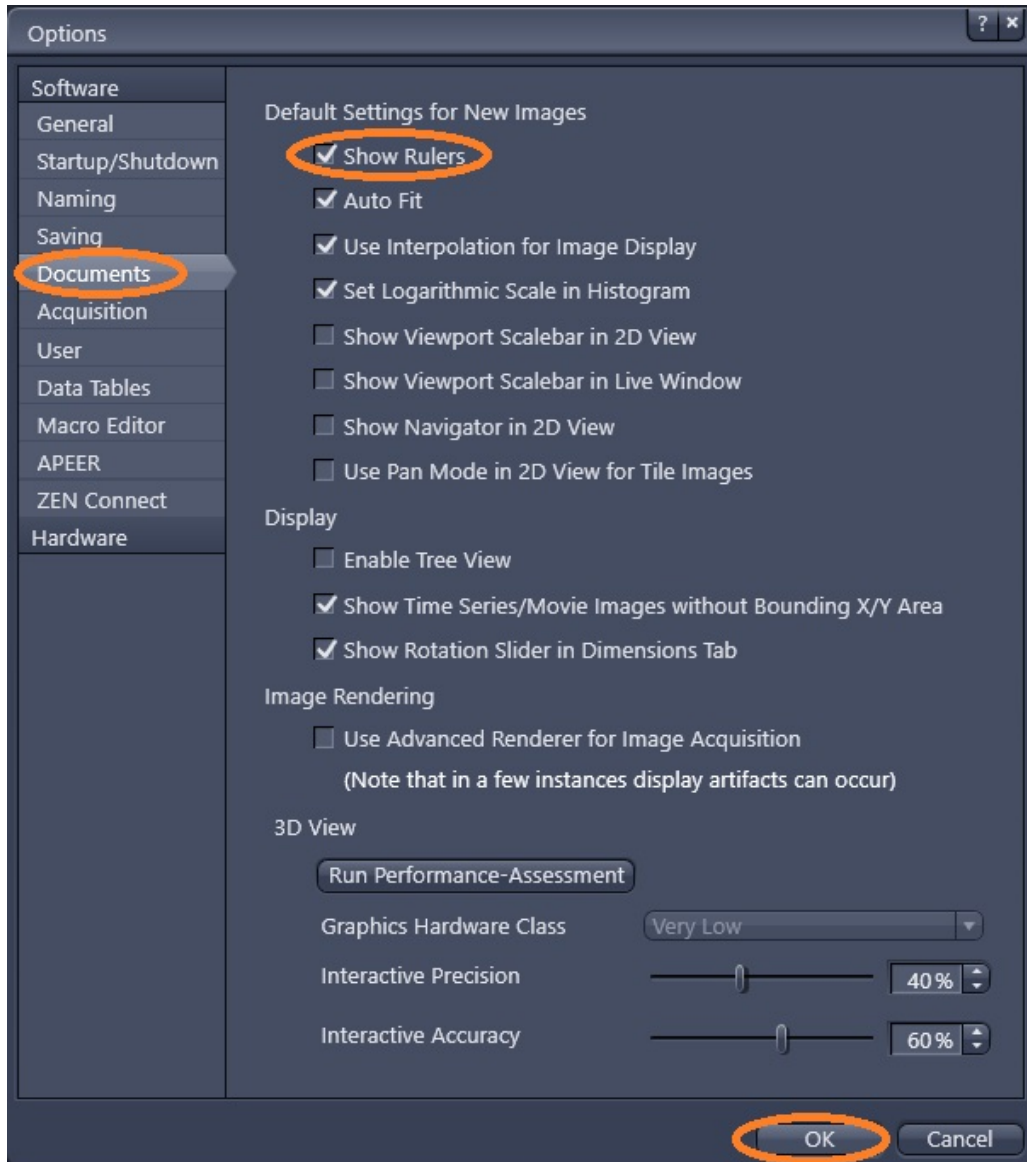 Options
?
Software
General
Startup/Shutdown
Naming
Saving
Documents
Acquisition
User
Data Tables
Macro Editor
APEER
ZEN Connect
Hardware
Default Settings for New Images
Show Rulers
Auto Fit
Use Interpolation for Image Display
Set Logarithmic Scale in Histogram
Show Viewport Scalebar in 2D View
Show Viewport Scalebar in Live Window
Show Navigator in 2D View
Use Pan Mode in 2D View for Tile Images
Display
Enable Tree View
Show Time Series/Movie Images without Bounding X/Y Area
Show Rotation Slider in Dimensions Tab
Image Rendering
Use Advanced Renderer for Image Acquisition
(Note that in a few instances display artifacts can occur)
3D View
Run Performance-Assessment
Graphics Hardware Class Very Low
Interactive Precision 40 %
Interactive Accuracy 60 %
OK Cancel